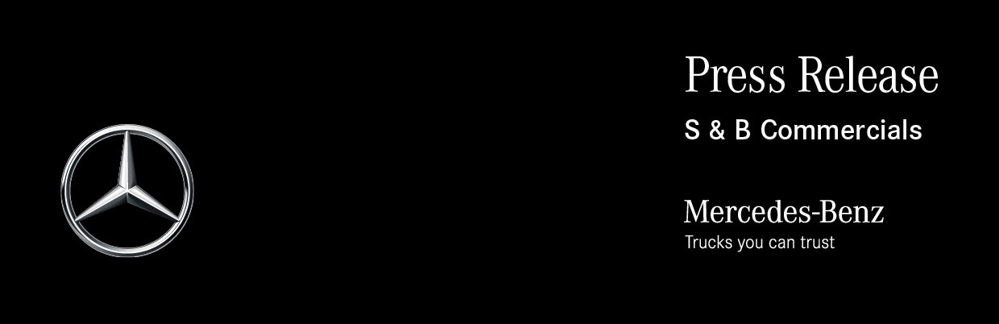 Press Release
S & B Commercials
Mercedes-Benz
Trucks you can trust